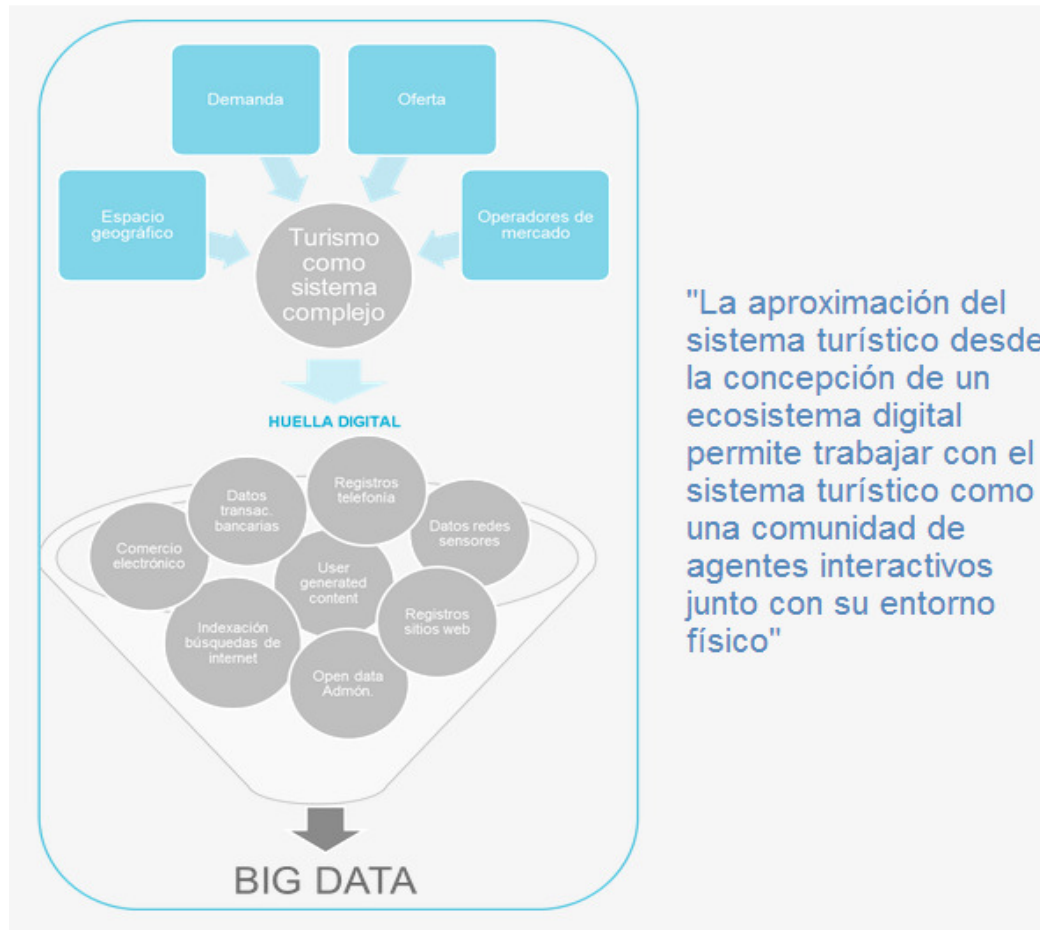 Demanda
Oferta
Espacio
geográfico
Operadores de
mercado
Turismo
como
sistema
complejo
HUELLA DIGITAL
Registros
telefonía
Datos
transac.
bancarias
Datos redes
sensores
Comercio
electrónico
User
generated
content
Registros
sitios web
Indexación
búsquedas de
internet
Open data
Admón.
BIG DATA
"La aproximación del
sistema turístico desde
la concepción de un
ecosistema digital
permite trabajar con el
sistema turístico como
una comunidad de
agentes interactivos
junto con su entorno
físico"